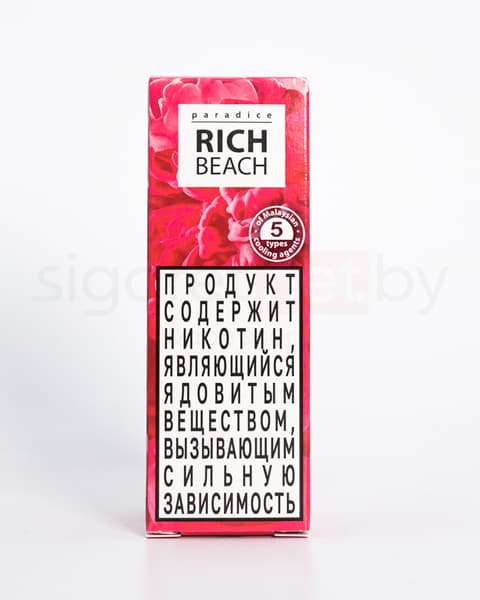 paradice
RICH
BEACH
of Malaysian
5
types
cooling agents
ПРОДУКТ
СОДЕРЖИТ
НИКОТИН,
ЯВЛЯЮЩИЙСЯ
ЯДОВИТЫМ
ВЕЩЕСТВОМ,
ВЫЗЫВАЮЩИМ
СИЛЬНУЮ
ЗАВИСИМОСТЬ